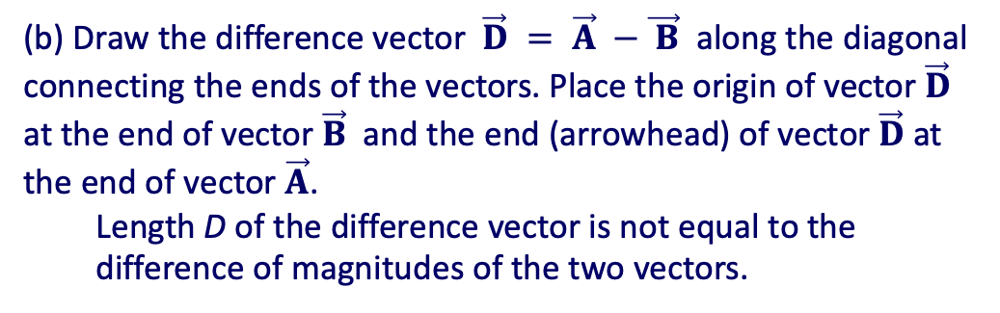 (b) Draw the difference vector D⃗ = A⃗ − B⃗ along the diagonal
connecting the ends of the vectors. Place the origin of vector D⃗
at the end of vector B⃗ and the end (arrowhead) of vector D⃗ at
the end of vector A⃗.
Length D of the difference vector is not equal to the
difference of magnitudes of the two vectors.